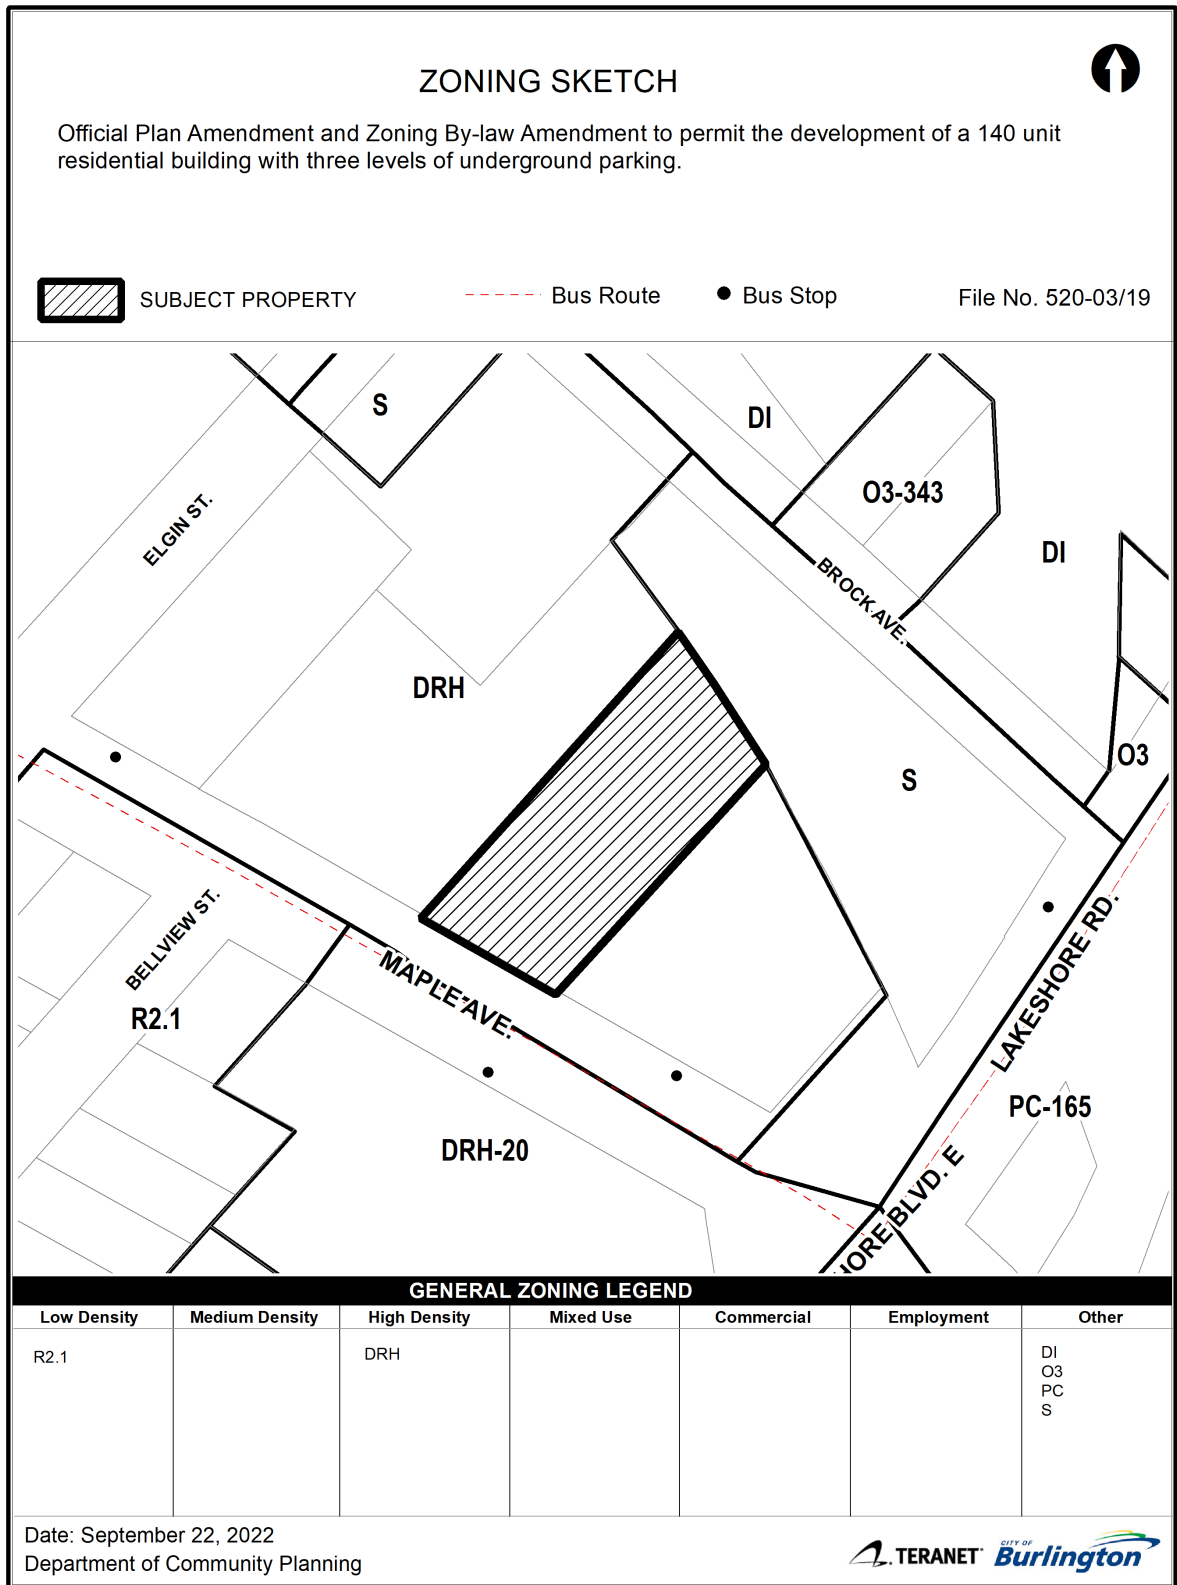 ZONING SKETCH
Official Plan Amendment and Zoning By-law Amendment to permit the development of a 140 unit
residential building with three levels of underground parking.
SUBJECT PROPERTY
Bus Route
Bus Stop
File No. 520-03/19
S
DI
O3-343
ELGIN ST.
DI
BROCK AVE.
DRH
O3
S
BELLVIEW ST.
MAPLE AVE.
LAKESHORE RD.
R2.1
PC-165
DRH-20
HORE BLVD. E
GENERAL ZONING LEGEND
Low Density
Medium Density
High Density
Mixed Use
Commercial
Employment
Other
R2.1
DRH
DI
O3
PC
S
Date: September 22, 2022
Department of Community Planning
TERANET
CITY OF
Burlington